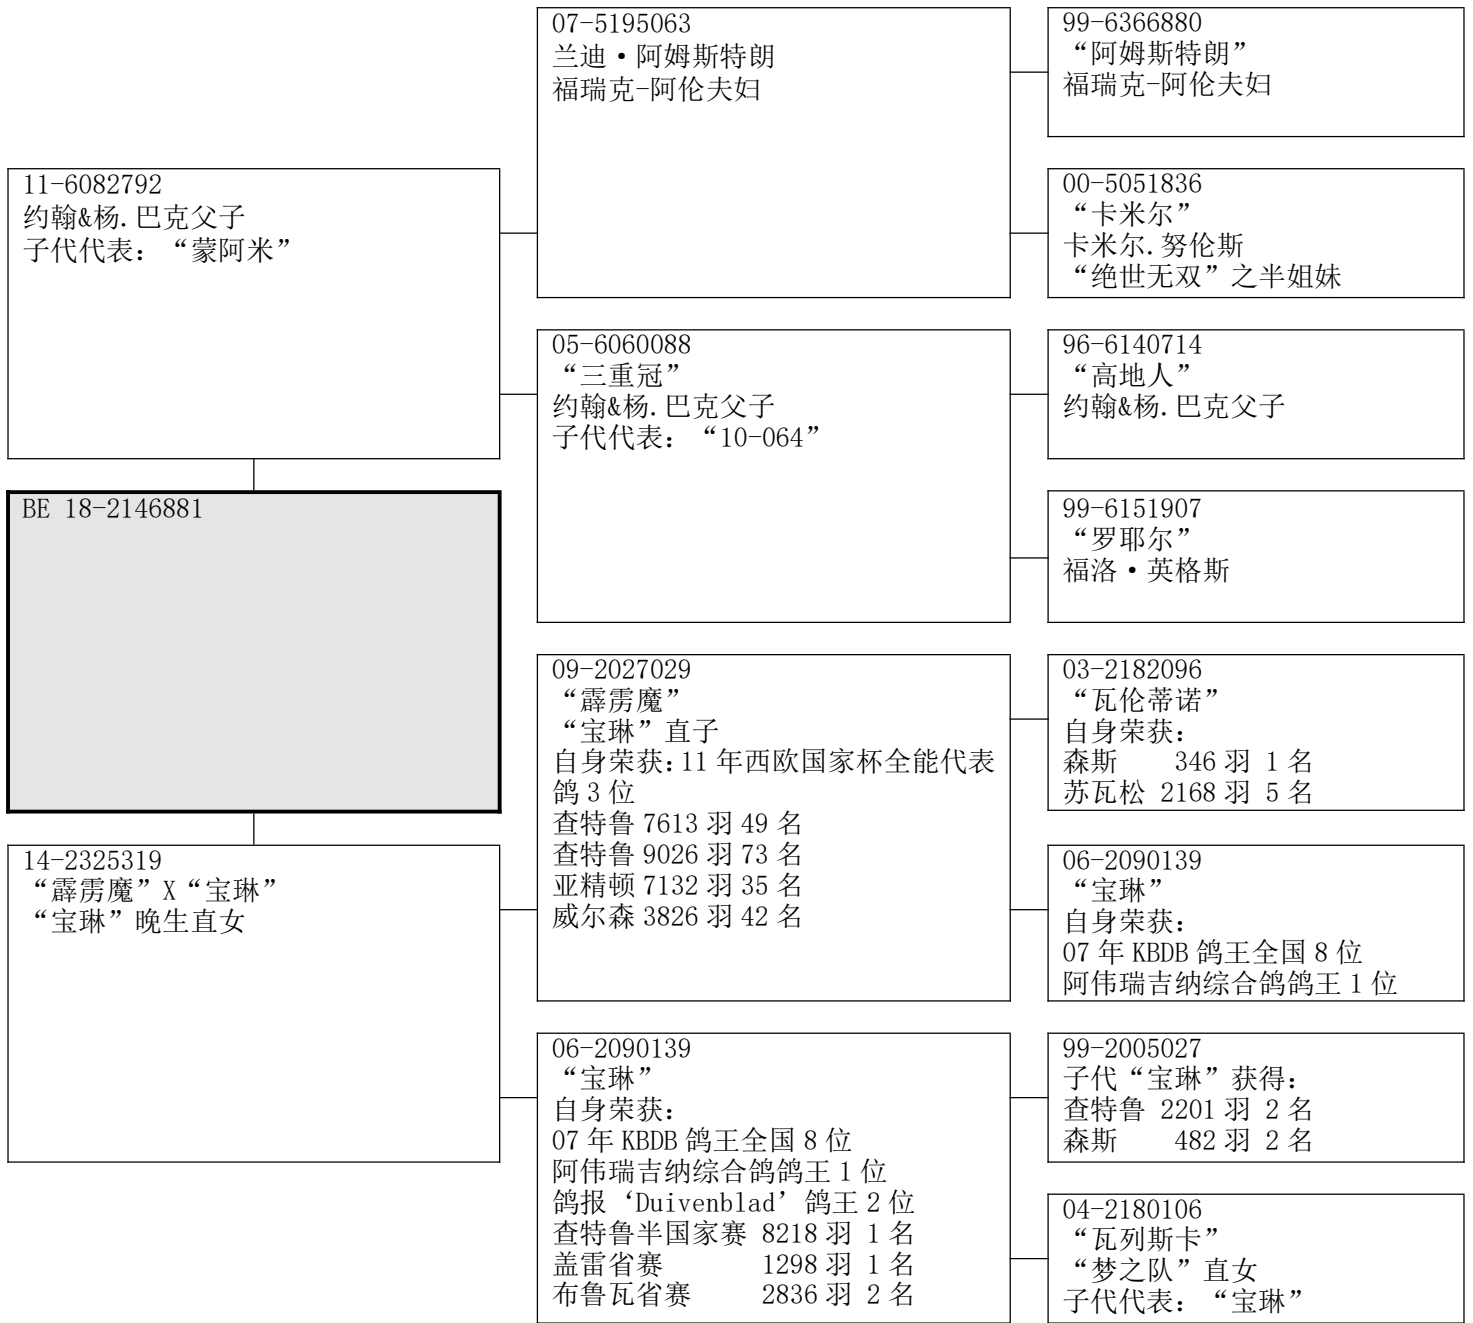 07-5195063
兰迪·阿姆斯特朗
福瑞克-阿伦夫妇
99-6366880
“阿姆斯特朗”
福瑞克-阿伦夫妇
11-6082792
约翰&杨.巴克父子
子代代表：“蒙阿米”
00-5051836
“卡米尔”
卡米尔.努伦斯
“绝世无双”之半姐妹
05-6060088
“三重冠”
约翰&杨.巴克父子
子代代表：“10-064”
96-6140714
“高地人”
约翰&杨.巴克父子
BE 18-2146881
99-6151907
“罗耶尔”
福洛·英格斯
09-2027029
“霹雳魔”
“宝琳”直子
自身荣获:11年西欧国家杯全能代表
鸽3位
查特鲁 7613羽 49名
查特鲁 9026羽 73名
亚精顿 7132羽 35名
威尔森 3826羽 42名
03-2182096
“瓦伦蒂诺”
自身荣获：
森斯 346羽 1名
苏瓦松 2168羽 5名
14-2325319
“霹雳魔”X“宝琳”
“宝琳”晚生直女
06-2090139
“宝琳”
自身荣获：
07年 KBDB 鸽王全国8位
阿伟瑞吉纳综合鸽鸽王1位
06-2090139
“宝琳”
自身荣获：
07年 KBDB 鸽王全国8位
阿伟瑞吉纳综合鸽鸽王1位
鸽报‘Duivenblad’鸽王2位
查特鲁半国家赛 8218羽 1名
盖雷省赛 1298羽 1名
布鲁瓦省赛 2836羽 2名
99-2005027
子代“宝琳”获得：
查特鲁 2201羽 2名
森斯 482羽 2名
04-2180106
“瓦列斯卡”
“梦之队”直女
子代代表：“宝琳”